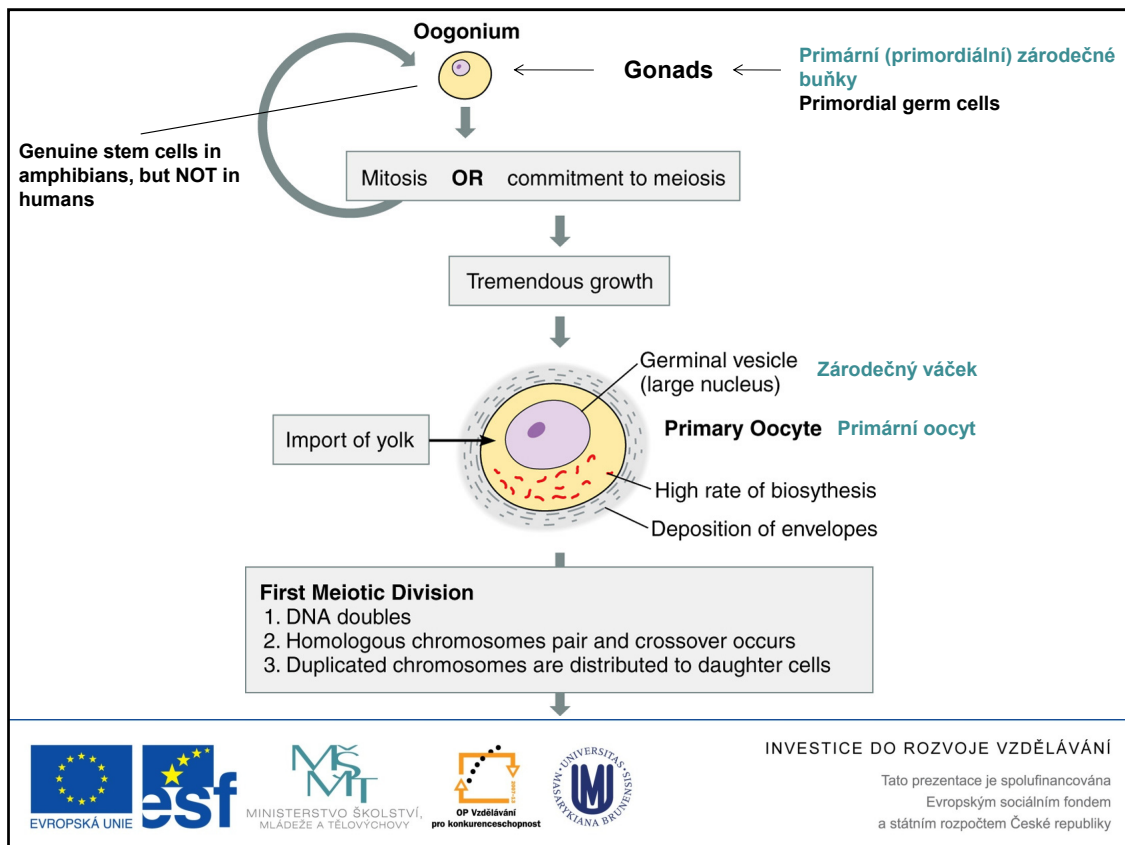 Oogonium
Gonads
Primární (primordiální) zárodečné
buňky
Primordial germ cells
Genuine stem cells in
amphibians, but NOT in
humans
Mitosis OR commitment to meiosis
Tremendous growth
Germinal vesicle
(large nucleus)
Zárodečný váček
Import of yolk
Primary Oocyte Primární oocyt
High rate of biosythesis
Deposition of envelopes
First Meiotic Division
1. DNA doubles
2. Homologous chromosomes pair and crossover occurs
3. Duplicated chromosomes are distributed to daughter cells
EVROPSKÁ UNIE
esf
MŠMT
MINISTERSTVO ŠKOLSTVÍ,
MLÁDEŽE A TĚLOVÝCHOVY
2007-13
OP Vzdělávání
pro konkurenceschopnost
UNIVERSITAS MASARYKIANA BRUNENSIS
INVESTICE DO ROZVOJE VZDĚLÁVÁNÍ
Tato prezentace je spolufinancována
Evropským sociálním fondem
a státním rozpočtem České republiky